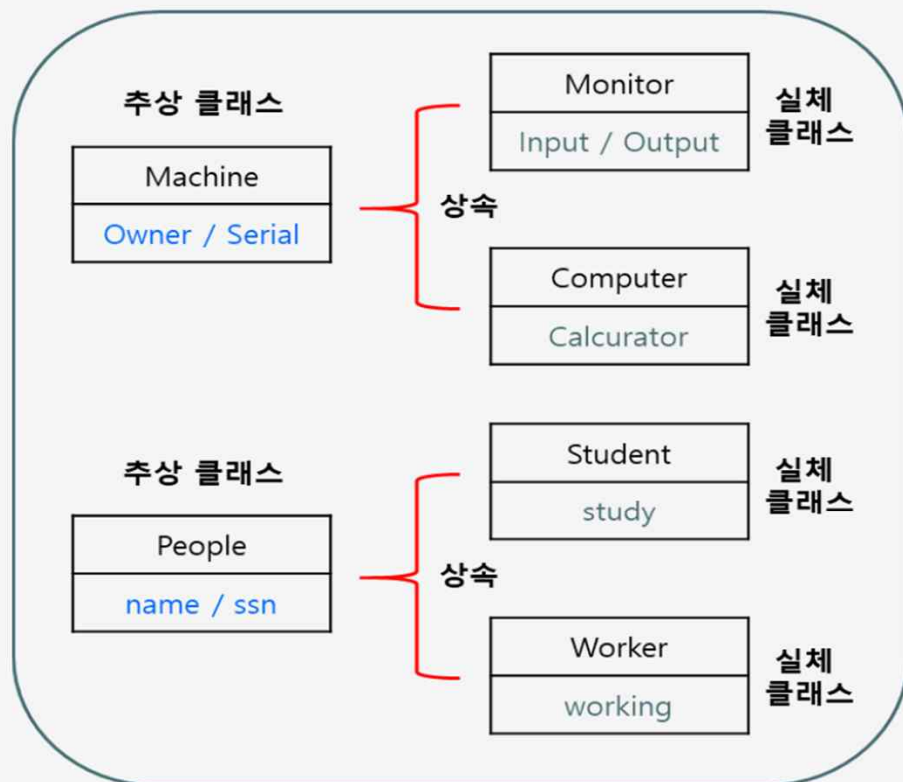 추상 클래스
Machine
Owner / Serial
상속
Monitor
Input / Output
실체
클래스
Computer
Calcurator
실체
클래스
추상 클래스
People
name / ssn
상속
Student
study
실체
클래스
Worker
working
실체
클래스